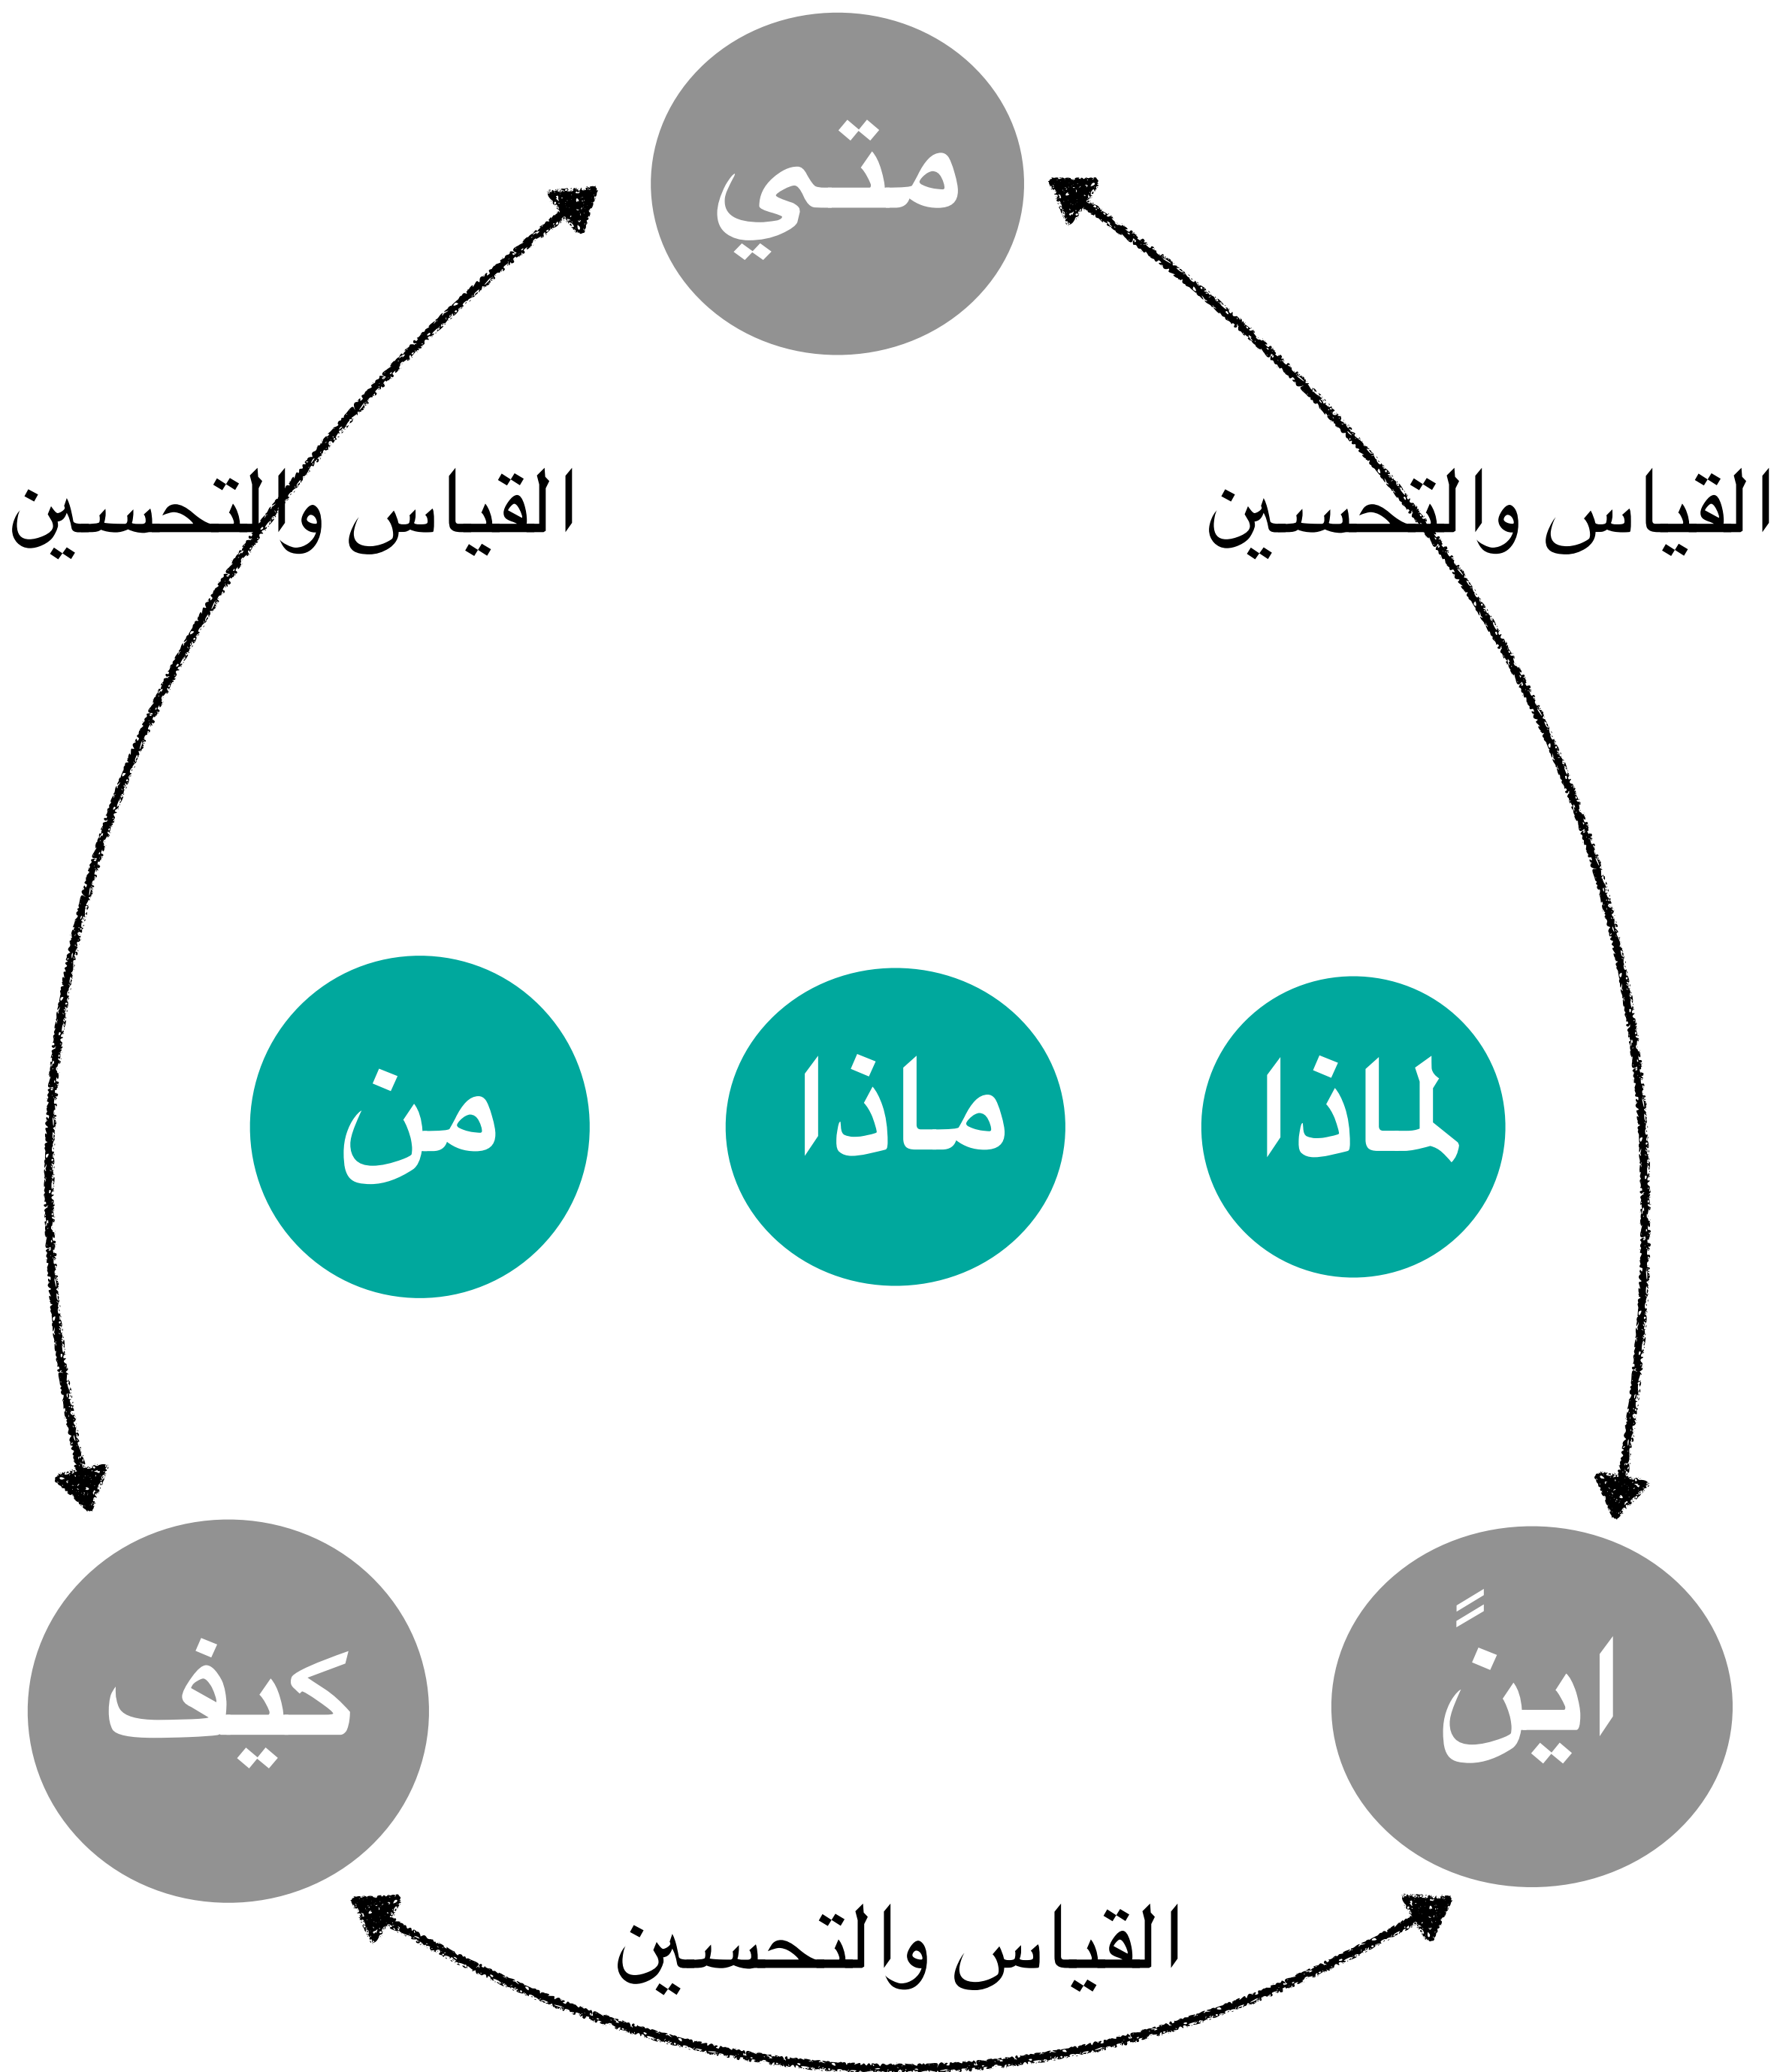 متي
القياس والتحسين
القياس والتحسين
لماذا
ماذا
من
اينً
كيف
القياس والتحسين